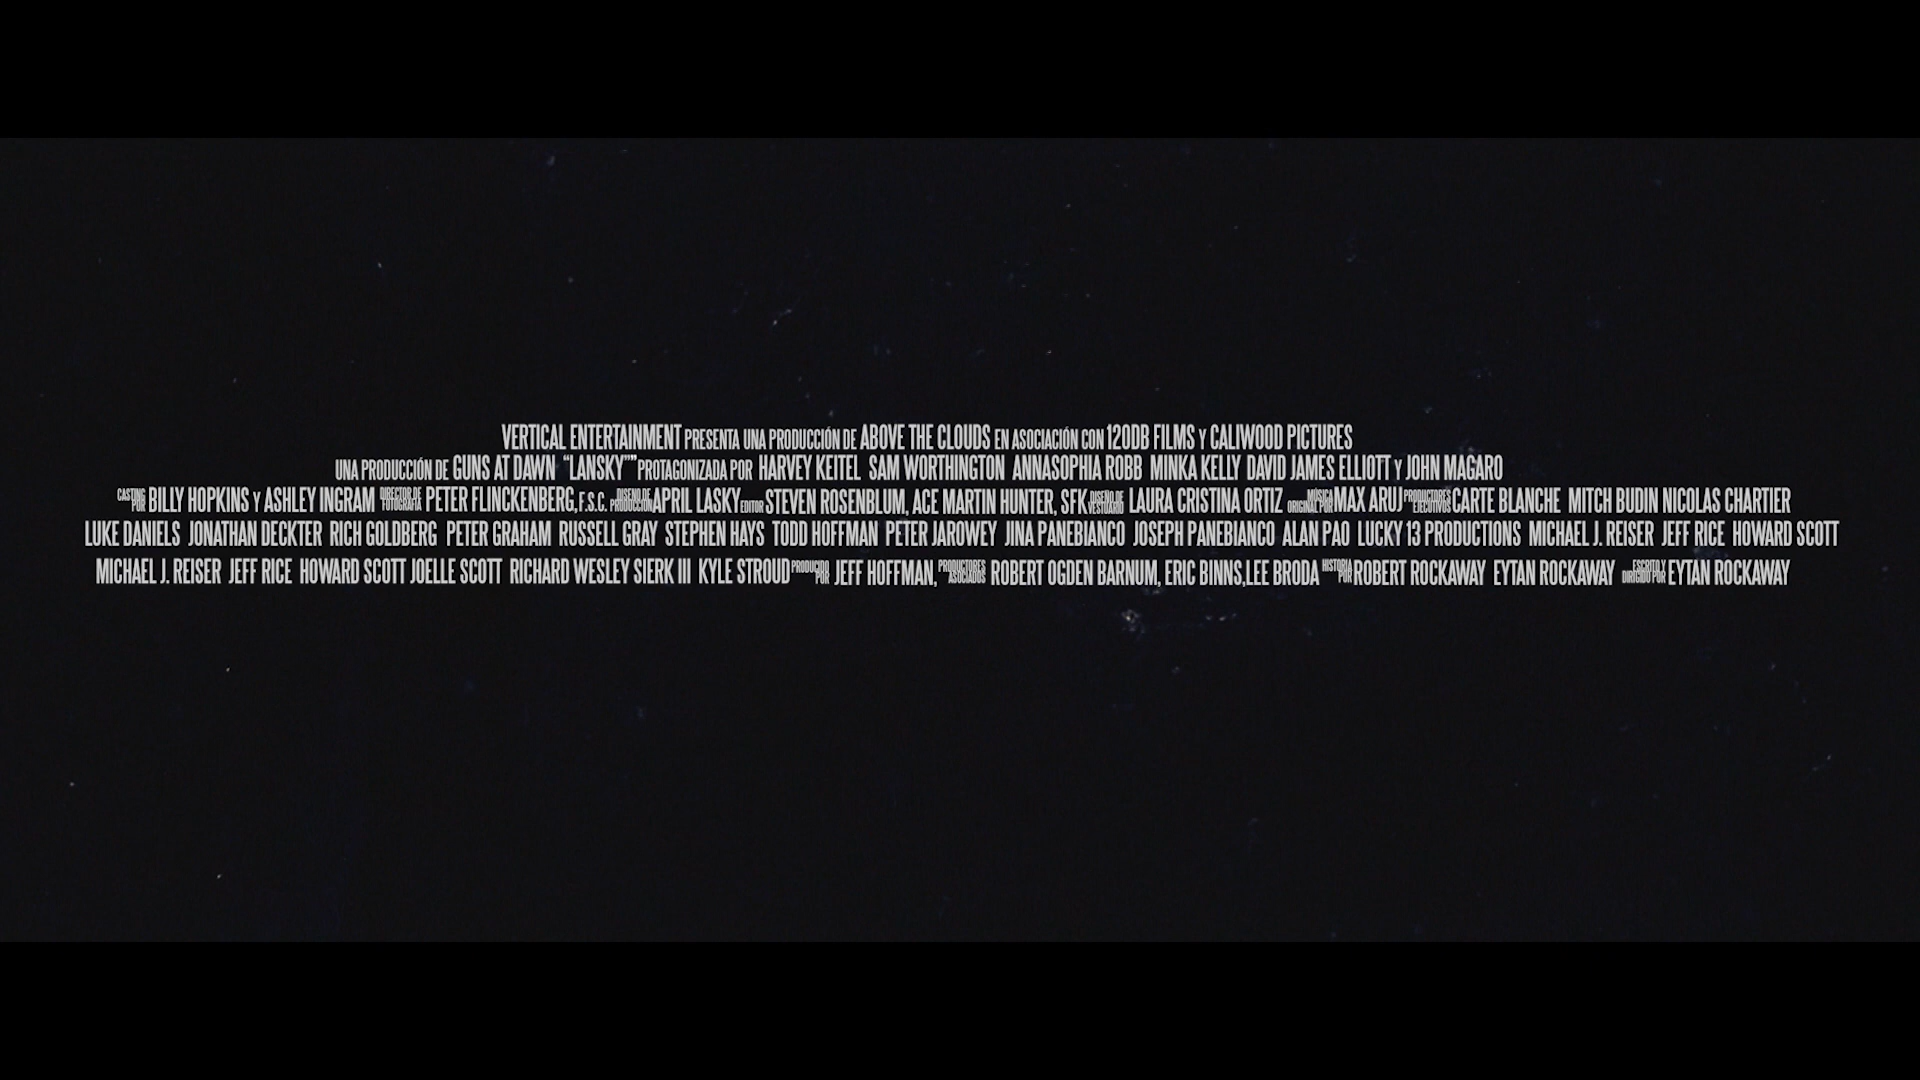 VERTICAL ENTERTAINMENT PRESENTA UNA PRODUCCIÓN DE ABOVE THE CLOUDS EN ASOCIACIÓN CON 120DB FILMS Y CALIWOOD PICTURES
UNA PRODUCCIÓN DE GUNS AT DAWN “LANSKY”” PROTAGONIZADA POR HARVEY KEITEL SAM WORTHINGTON ANNASOPHIA ROBB MINKA KELLY DAVID JAMES ELLIOTT Y JOHN MAGARO
CASTING POR BILLY HOPKINS Y ASHLEY INGRAM DIRECTOR DE FOTOGRAFÍA PETER FLINCKENBERG, F.S.C. DISEÑO DE PRODUCCIÓN APRIL LASKY EDITOR STEVEN ROSENBLUM, ACE MARTIN HUNTER, SFK DISEÑO DE VESTUARIO LAURA CRISTINA ORTIZ MÚSICA ORIGINAL POR MAX ARUJ PRODUCTORES EJECUTIVOS CARTE BLANCHE MITCH BUDIN NICOLAS CHARTIER
LUKE DANIELS JONATHAN DECKTER RICH GOLDBERG PETER GRAHAM RUSSELL GRAY STEPHEN HAYS TODD HOFFMAN PETER JAROWEY JINA PANEBIANCO JOSEPH PANEBIANCO ALAN PAO LUCKY 13 PRODUCTIONS MICHAEL J. REISER JEFF RICE HOWARD SCOTT
MICHAEL J. REISER JEFF RICE HOWARD SCOTT JOELLE SCOTT RICHARD WESLEY SIERK III KYLE STROUD PRODUCIDO POR JEFF HOFFMAN, PRODUCTORES ASOCIADOS ROBERT OGDEN BARNUM, ERIC BINNS,LEE BRODA HISTORIA POR ROBERT ROCKAWAY EYTAN ROCKAWAY ESCRITO Y DIRIGIDO POR EYTAN ROCKAWAY